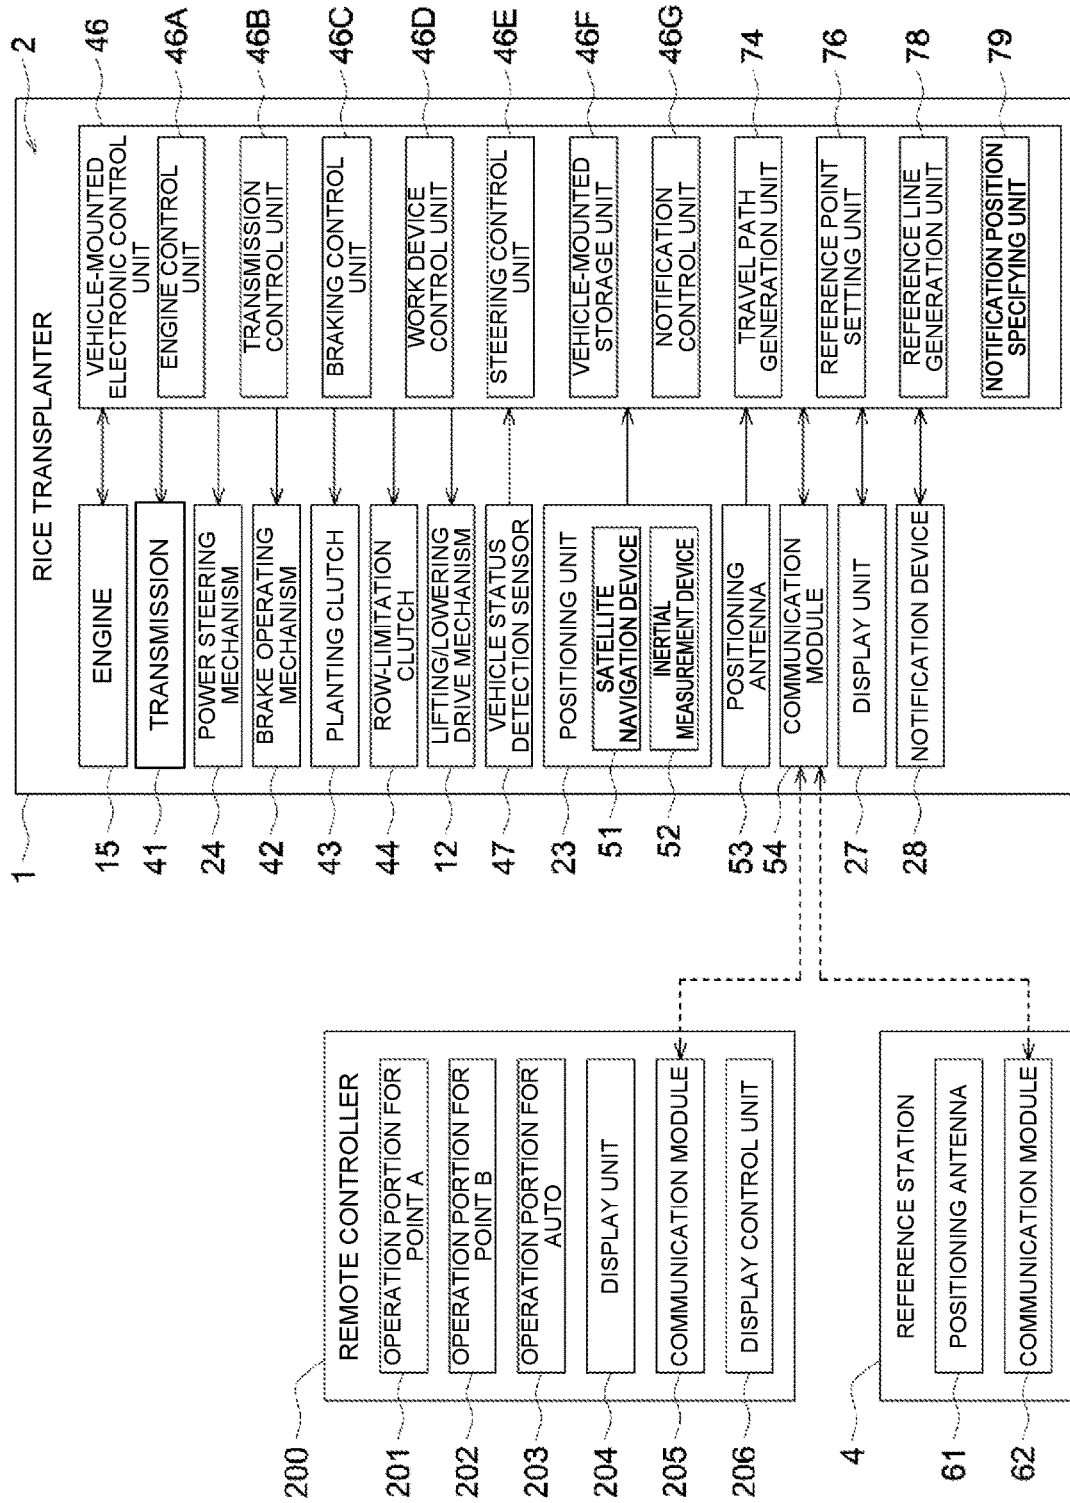 1
2
RICE TRANSPLANTER
15
ENGINE
41
TRANSMISSION
24
POWER STEERING
MECHANISM
42
BRAKE OPERATING
MECHANISM
43
PLANTING CLUTCH
44
ROW-LIMITATION
CLUTCH
12
LIFTING/LOWERING
DRIVE MECHANISM
47
VEHICLE STATUS
DETECTION SENSOR
23
POSITIONING UNIT
51
SATELLITE
NAVIGATION DEVICE
52
INERTIAL
MEASUREMENT DEVICE
53
POSITIONING
ANTENNA
54
COMMUNICATION
MODULE
27
DISPLAY UNIT
28
NOTIFICATION DEVICE
VEHICLE-MOUNTED
ELECTRONIC CONTROL
UNIT
46
ENGINE CONTROL
UNIT
46A
TRANSMISSION
CONTROL UNIT
46B
BRAKING CONTROL
UNIT
46C
WORK DEVICE
CONTROL UNIT
46D
STEERING CONTROL
UNIT
46E
VEHICLE-MOUNTED
STORAGE UNIT
46F
NOTIFICATION
CONTROL UNIT
46G
TRAVEL PATH
GENERATION UNIT
74
REFERENCE POINT
SETTING UNIT
76
REFERENCE LINE
GENERATION UNIT
78
NOTIFICATION POSITION
SPECIFYING UNIT
79
200
REMOTE CONTROLLER
201
OPERATION PORTION FOR
POINT A
202
OPERATION PORTION FOR
POINT B
203
OPERATION PORTION FOR
AUTO
204
DISPLAY UNIT
205
COMMUNICATION MODULE
206
DISPLAY CONTROL UNIT
4
REFERENCE STATION
61
POSITIONING ANTENNA
62
COMMUNICATION MODULE